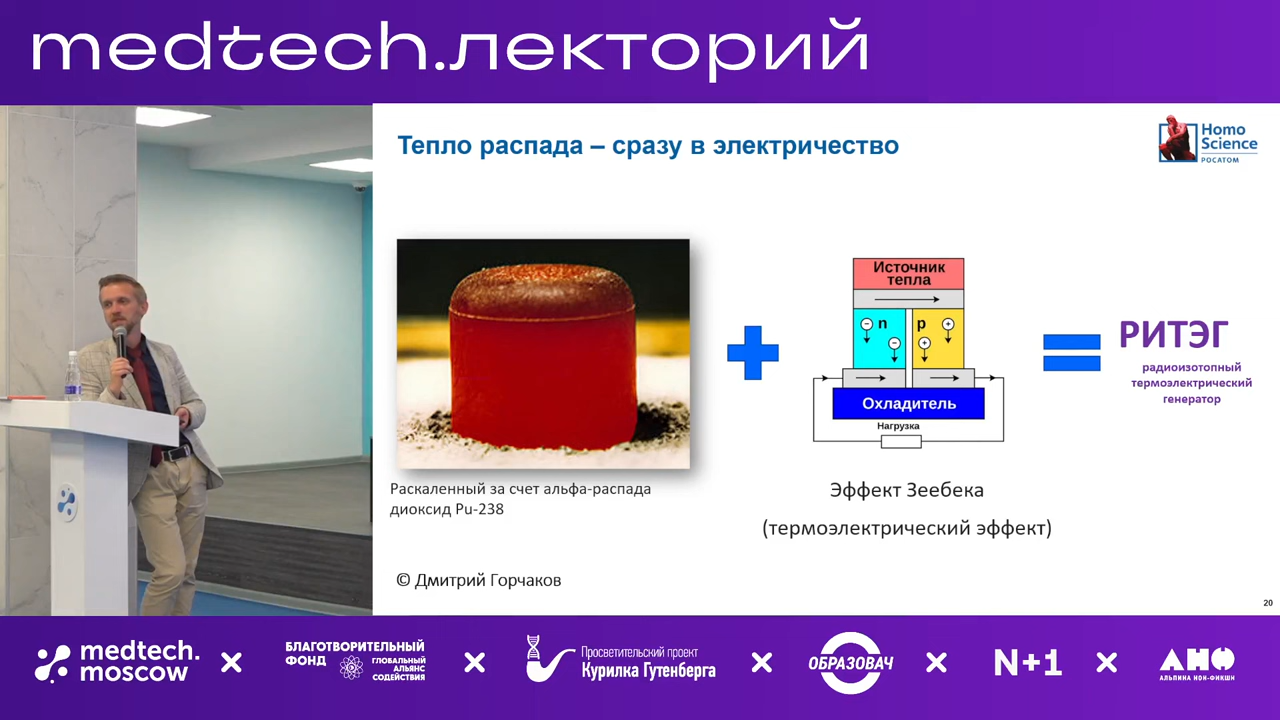 medtech.лекторий
Тепло распада – сразу в электричество
Homo
Science
РОСАТОМ
Источник
тепла
n
p
Охладитель
Нагрузка
РИТЭГ
радиоизотопный
термоэлектрический
генератор
Раскаленный за счет альфа-распада
диоксид Pu-238
Эффект Зеебека
(термоэлектрический эффект)
© Дмитрий Горчаков
20
medtech.
moscow
БЛАГОТВОРИТЕЛЬНЫЙ
ФОНД
ГЛОБАЛЬНЫЙ
АЛЬЯНС
СОДЕЙСТВИЯ
Просветительский проект
Курилка Гутенберга
ОБРАЗОВАЧ
N+1
АНФ
АЛЬПИНА НОН-ФИКШН